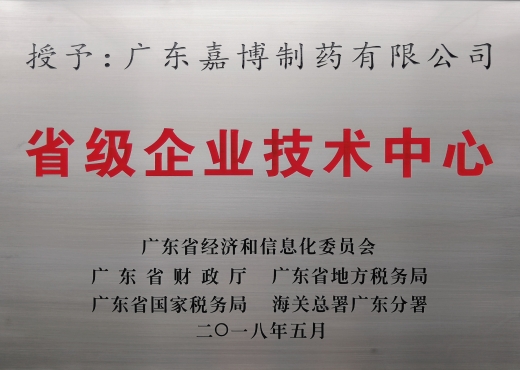 授予:广东嘉博制药有限公司
省级企业技术中心
广东省经济和信息化委员会
广东省财政厅 广东省地方税务局
广东省国家税务局 海关总署广东分署
二〇一八年五月